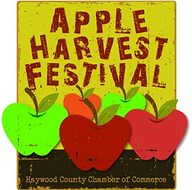 APPLE
HARVEST
FESTIVAL
Haywood County Chamber of Commerce